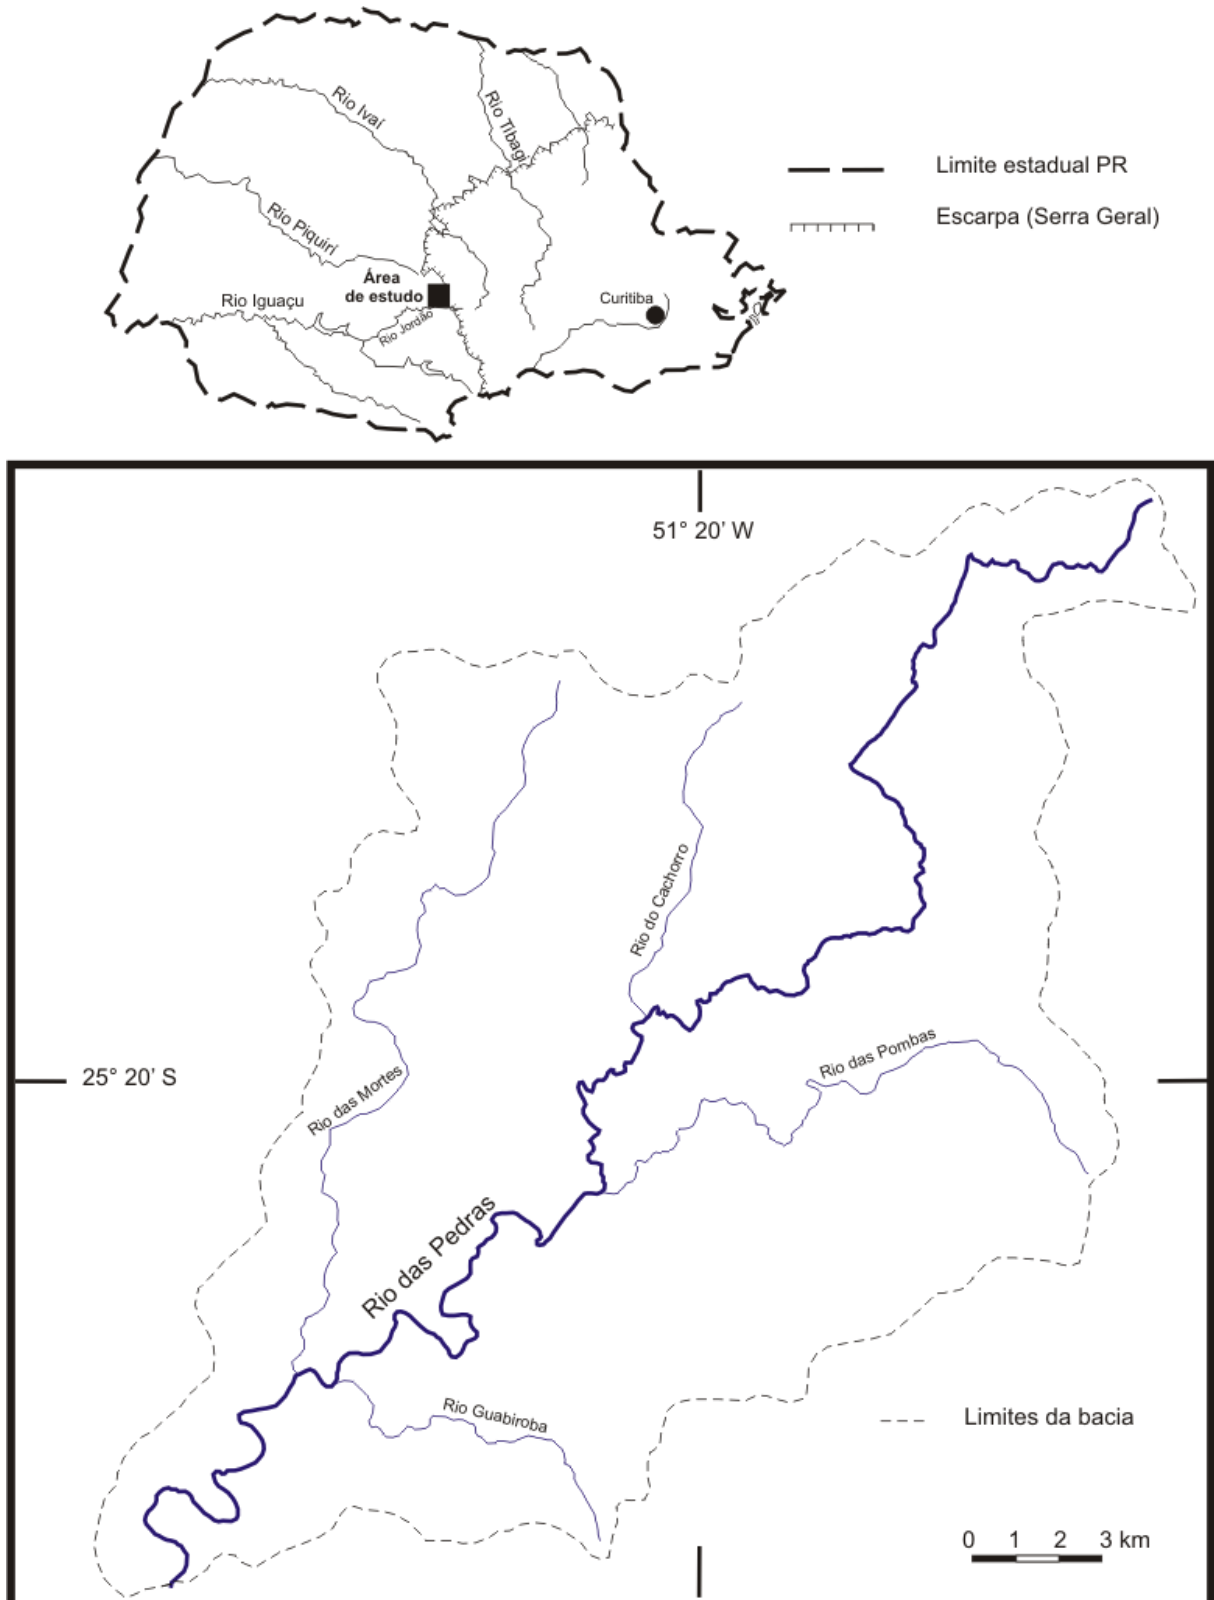 Rio Ivaí
Rio Tibagi
Limite estadual PR
Escarpa (Serra Geral)
Rio Piquirí
Área
de estudo
Rio Iguaçu
Rio Jordão
Curitiba
51° 20' W
Rio do Cachorro
Rio das Pombas
25° 20' S
Rio das Mortes
Rio das Pedras
Rio Guabiroba
Limites da bacia
0 1 2 3 km